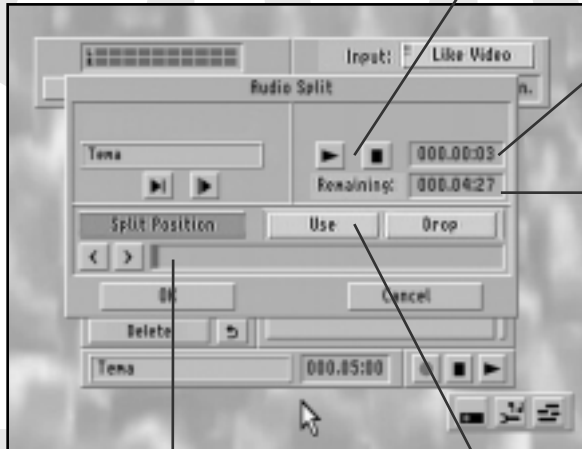 Input: Like Video
Audio Split
n.
Tema
000.00:03
Remaining: 000.04:27
Split Position Use Drop
< >
OK Cancel
Delete
Tema 000.05:00